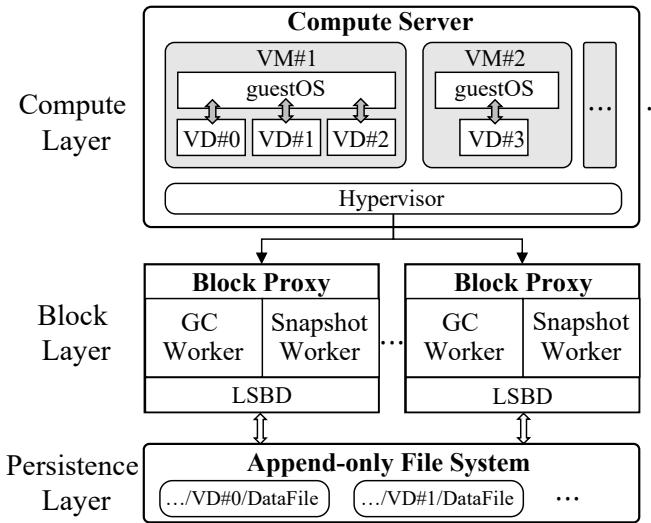 Compute Server
VM#1
VM#2
guestOS
guestOS
Compute
Layer
...
VD#0
VD#1
VD#2
VD#3
Hypervisor
Block Proxy
Block Proxy
Block
Layer
GC
Worker
Snapshot
Worker
...
GC
Worker
Snapshot
Worker
LSBD
LSBD
Persistence
Layer
Append-only File System
.../VD#0/DataFile
.../VD#1/DataFile
...